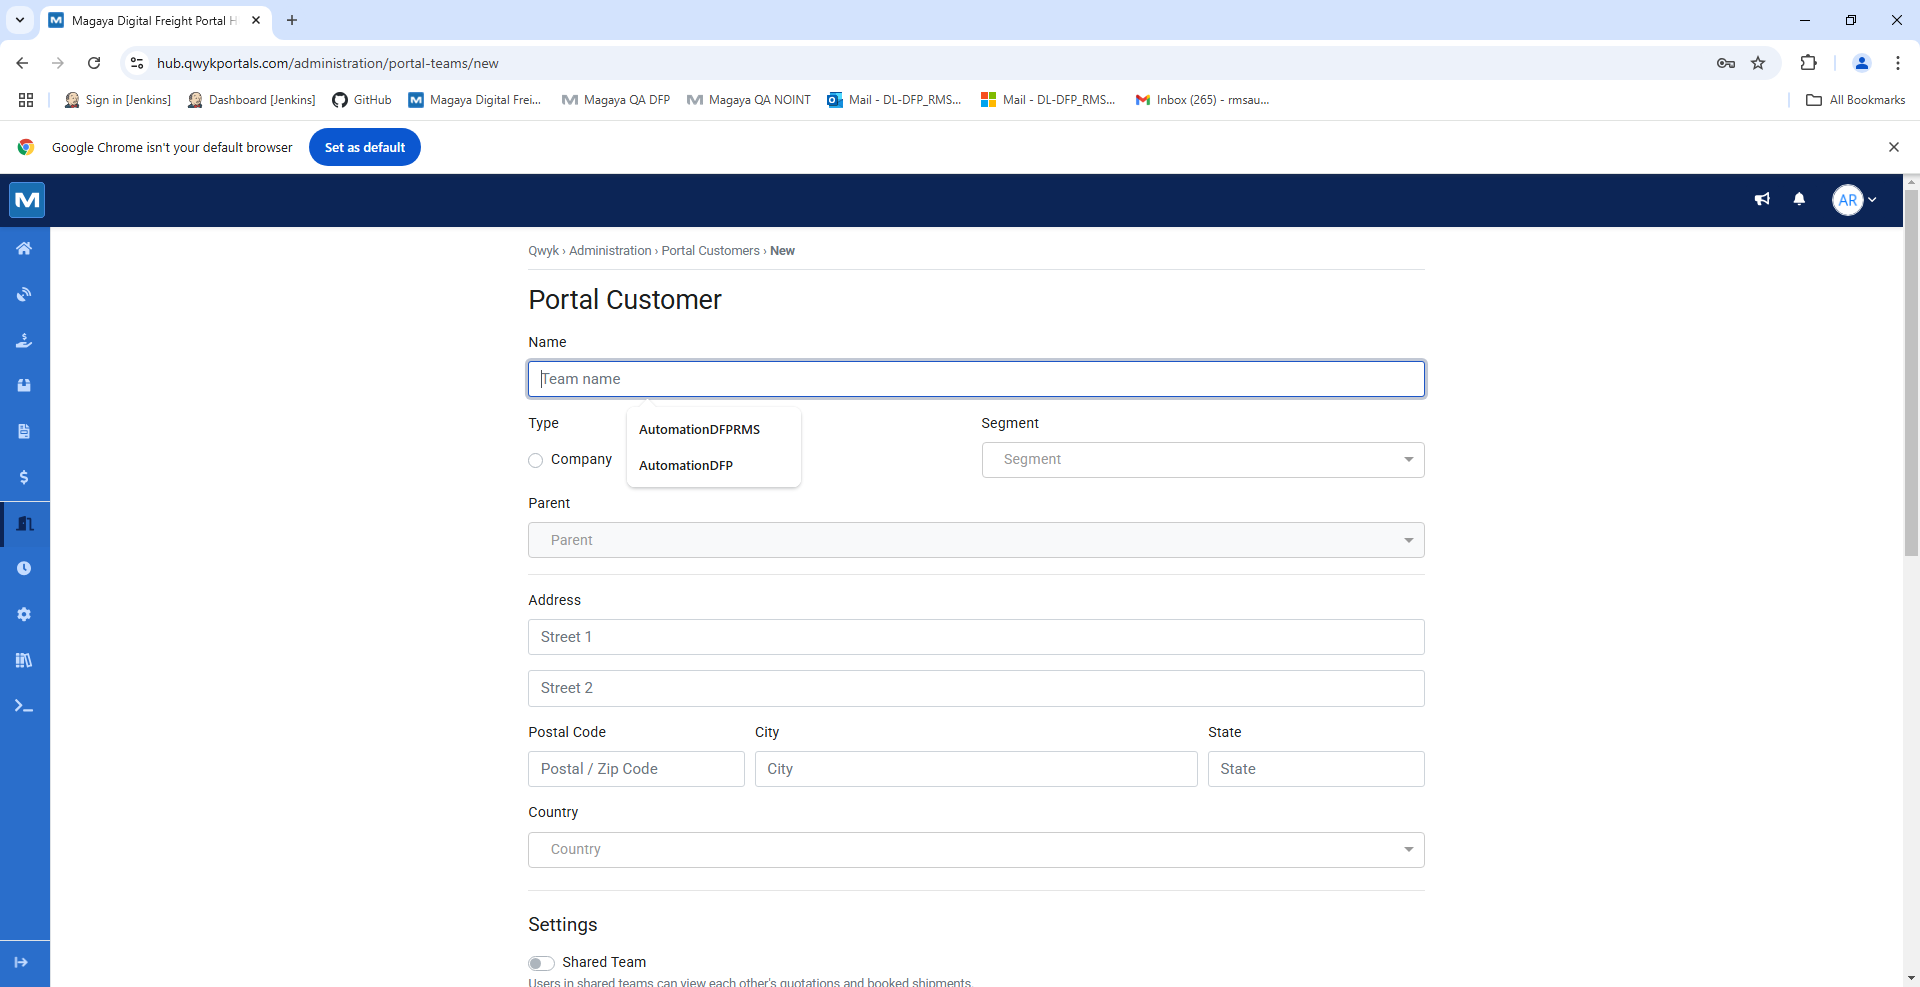 Magaya Digital Freight Portal H
hub.qwykportals.com/administration/portal-teams/new
Sign in [Jenkins]
Dashboard [Jenkins]
GitHub
Magaya Digital Frei...
Magaya QA DFP
Magaya QA NOINT
Mail - DL-DFP_RMS...
Mail - DL-DFP_RMS...
Inbox (265) - rmsau...
All Bookmarks
Google Chrome isn't your default browser
Set as default
M
AR
Qwyk › Administration › Portal Customers › New
Portal Customer
Name
Team name
AutomationDFPRMS
AutomationDFP
Type
Company
Segment
Segment
Parent
Parent
Address
Street 1
Street 2
Postal Code
City
State
Postal / Zip Code
City
State
Country
Country
Settings
Shared Team
Users in shared teams can view each other's quotations and booked shipments.